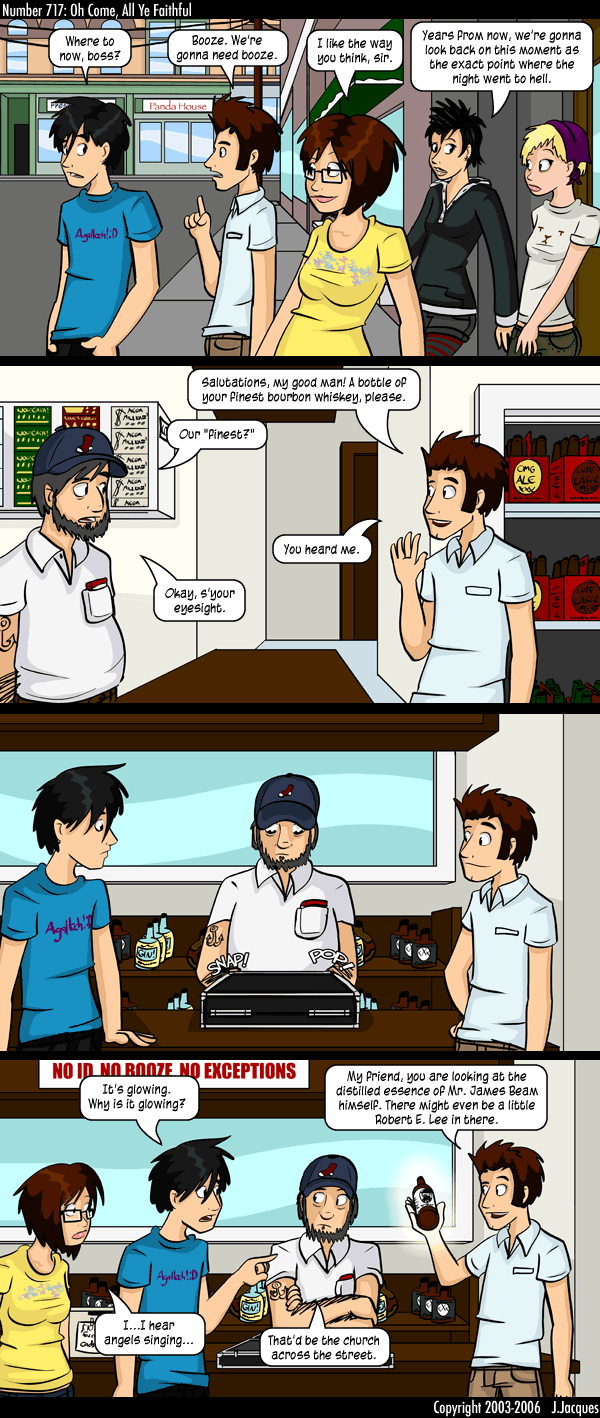 Number 717: Oh Come, All Ye Faithful
Where to
now, boss?
Booze. We're
gonna need booze.
I like the way
you think, sir.
Years from now, we're gonna
look back on this moment as
the exact point where the
night went to hell.
Panda House
Agalloch! :D
Salutations, my good man! A bottle of
your finest bourbon whiskey, please.
Our "finest?"
You heard me.
Okay, s'your
eyesight.
OMG
ALE
XXX
Agalloch! :D
GIN!
SNAP!
POP!
NO ID, NO BOOZE, NO EXCEPTIONS
It's glowing.
Why is it glowing?
My friend, you are looking at the
distilled essence of Mr. James Beam
himself. There might even be a little
Robert E. Lee in there.
Agalloch! :D
GIN!
I...I hear
angels singing...
That'd be the church
across the street.
Copyright 2003-2006 J.Jacques